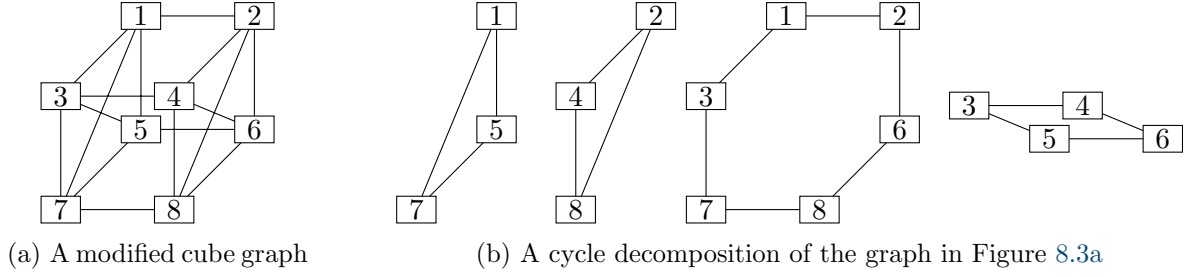 1 2 1 2 1 2
3 4 4 3 3 4
5 6 5 6 5 6
7 8 7 8 7 8
(a) A modified cube graph (b) A cycle decomposition of the graph in Figure 8.3a